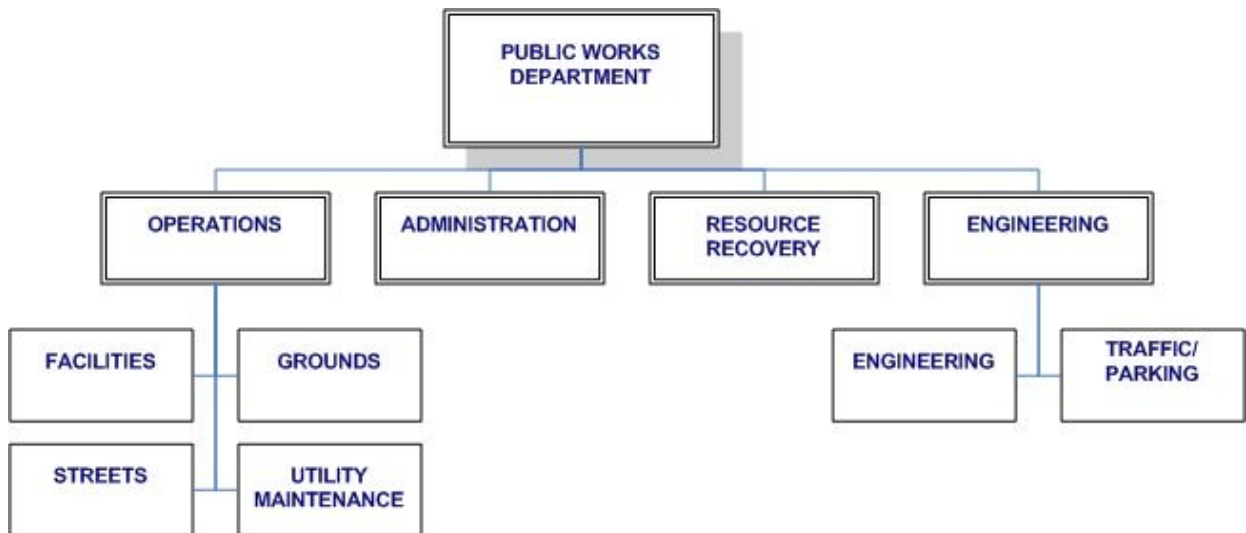 PUBLIC WORKS
DEPARTMENT
OPERATIONS
ADMINISTRATION
RESOURCE
RECOVERY
ENGINEERING
FACILITIES
GROUNDS
ENGINEERING
TRAFFIC/
PARKING
STREETS
UTILITY
MAINTENANCE